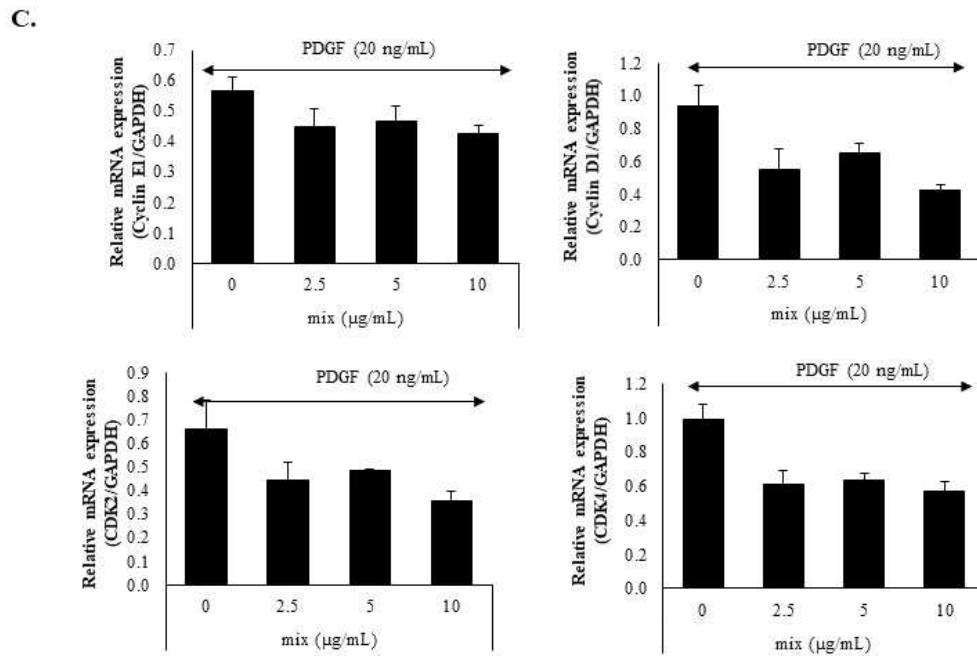 C.
PDGF (20 ng/mL)
Relative mRNA expression
(Cyclin E1/GAPDH)
0.7
0.6
0.5
0.4
0.3
0.2
0.1
0.0
0 2.5 5 10
mix (μg/mL)
PDGF (20 ng/mL)
Relative mRNA expression
(Cyclin D1/GAPDH)
1.2
1.0
0.8
0.6
0.4
0.2
0.0
0 2.5 5 10
mix (μg/mL)
PDGF (20 ng/mL)
Relative mRNA expression
(CDK2/GAPDH)
0.9
0.8
0.7
0.6
0.5
0.4
0.3
0.2
0.1
0.0
0 2.5 5 10
mix (μg/mL)
PDGF (20 ng/mL)
Relative mRNA expression
(CDK4/GAPDH)
1.2
1.0
0.8
0.6
0.4
0.2
0.0
0 2.5 5 10
mix (μg/mL)